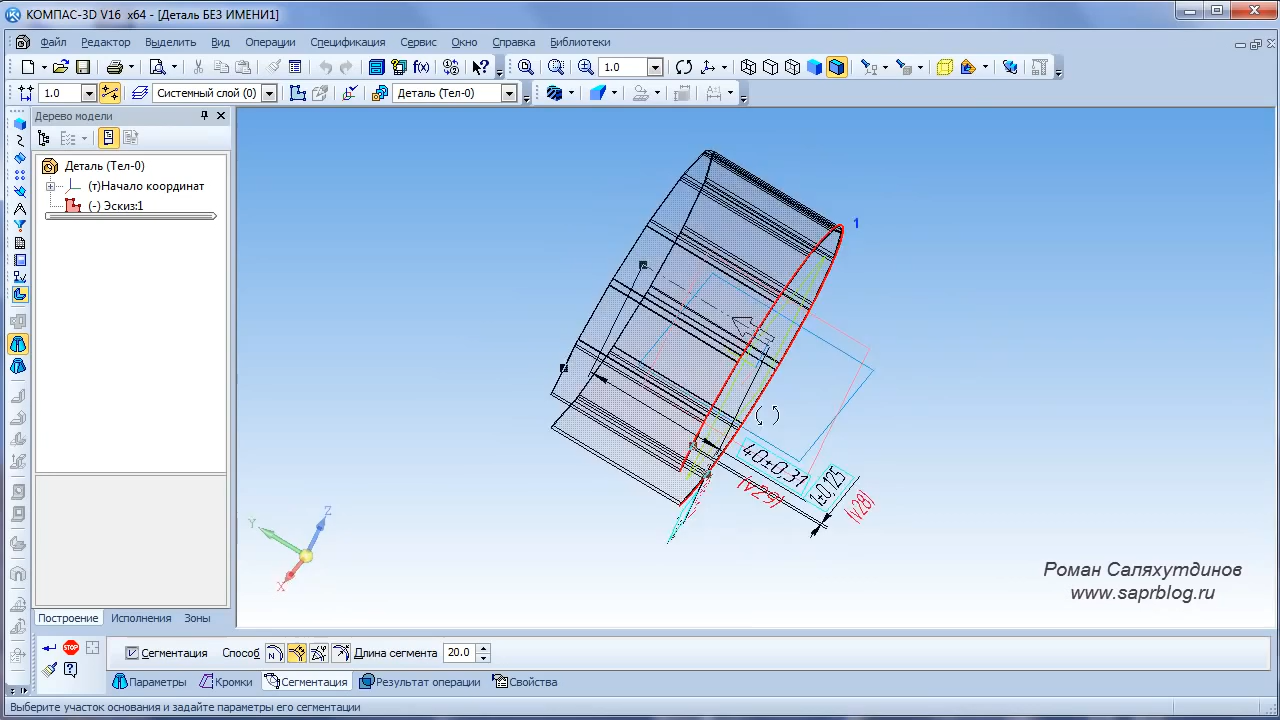 КОМПАС-3D V16 x64 - [Деталь БЕЗ ИМЕНИ1]
Файл Редактор Выделить Вид Операции Спецификация Сервис Окно Справка Библиотеки
f(x) 1.0
1.0 Системный слой (0) Деталь (Тел-0)
Дерево модели
Деталь (Тел-0)
(т)Начало координат
(-) Эскиз:1
1
40±0.31
(v29)
1±0.125
(v28)
Z
Y
X
Роман Саляхутдинов
www.saprblog.ru
Построение Исполнения Зоны
STOP Сегментация Способ Длина сегмента 20.0
Параметры Кромки Сегментация Результат операции Свойства
Выберите участок основания и задайте параметры его сегментации